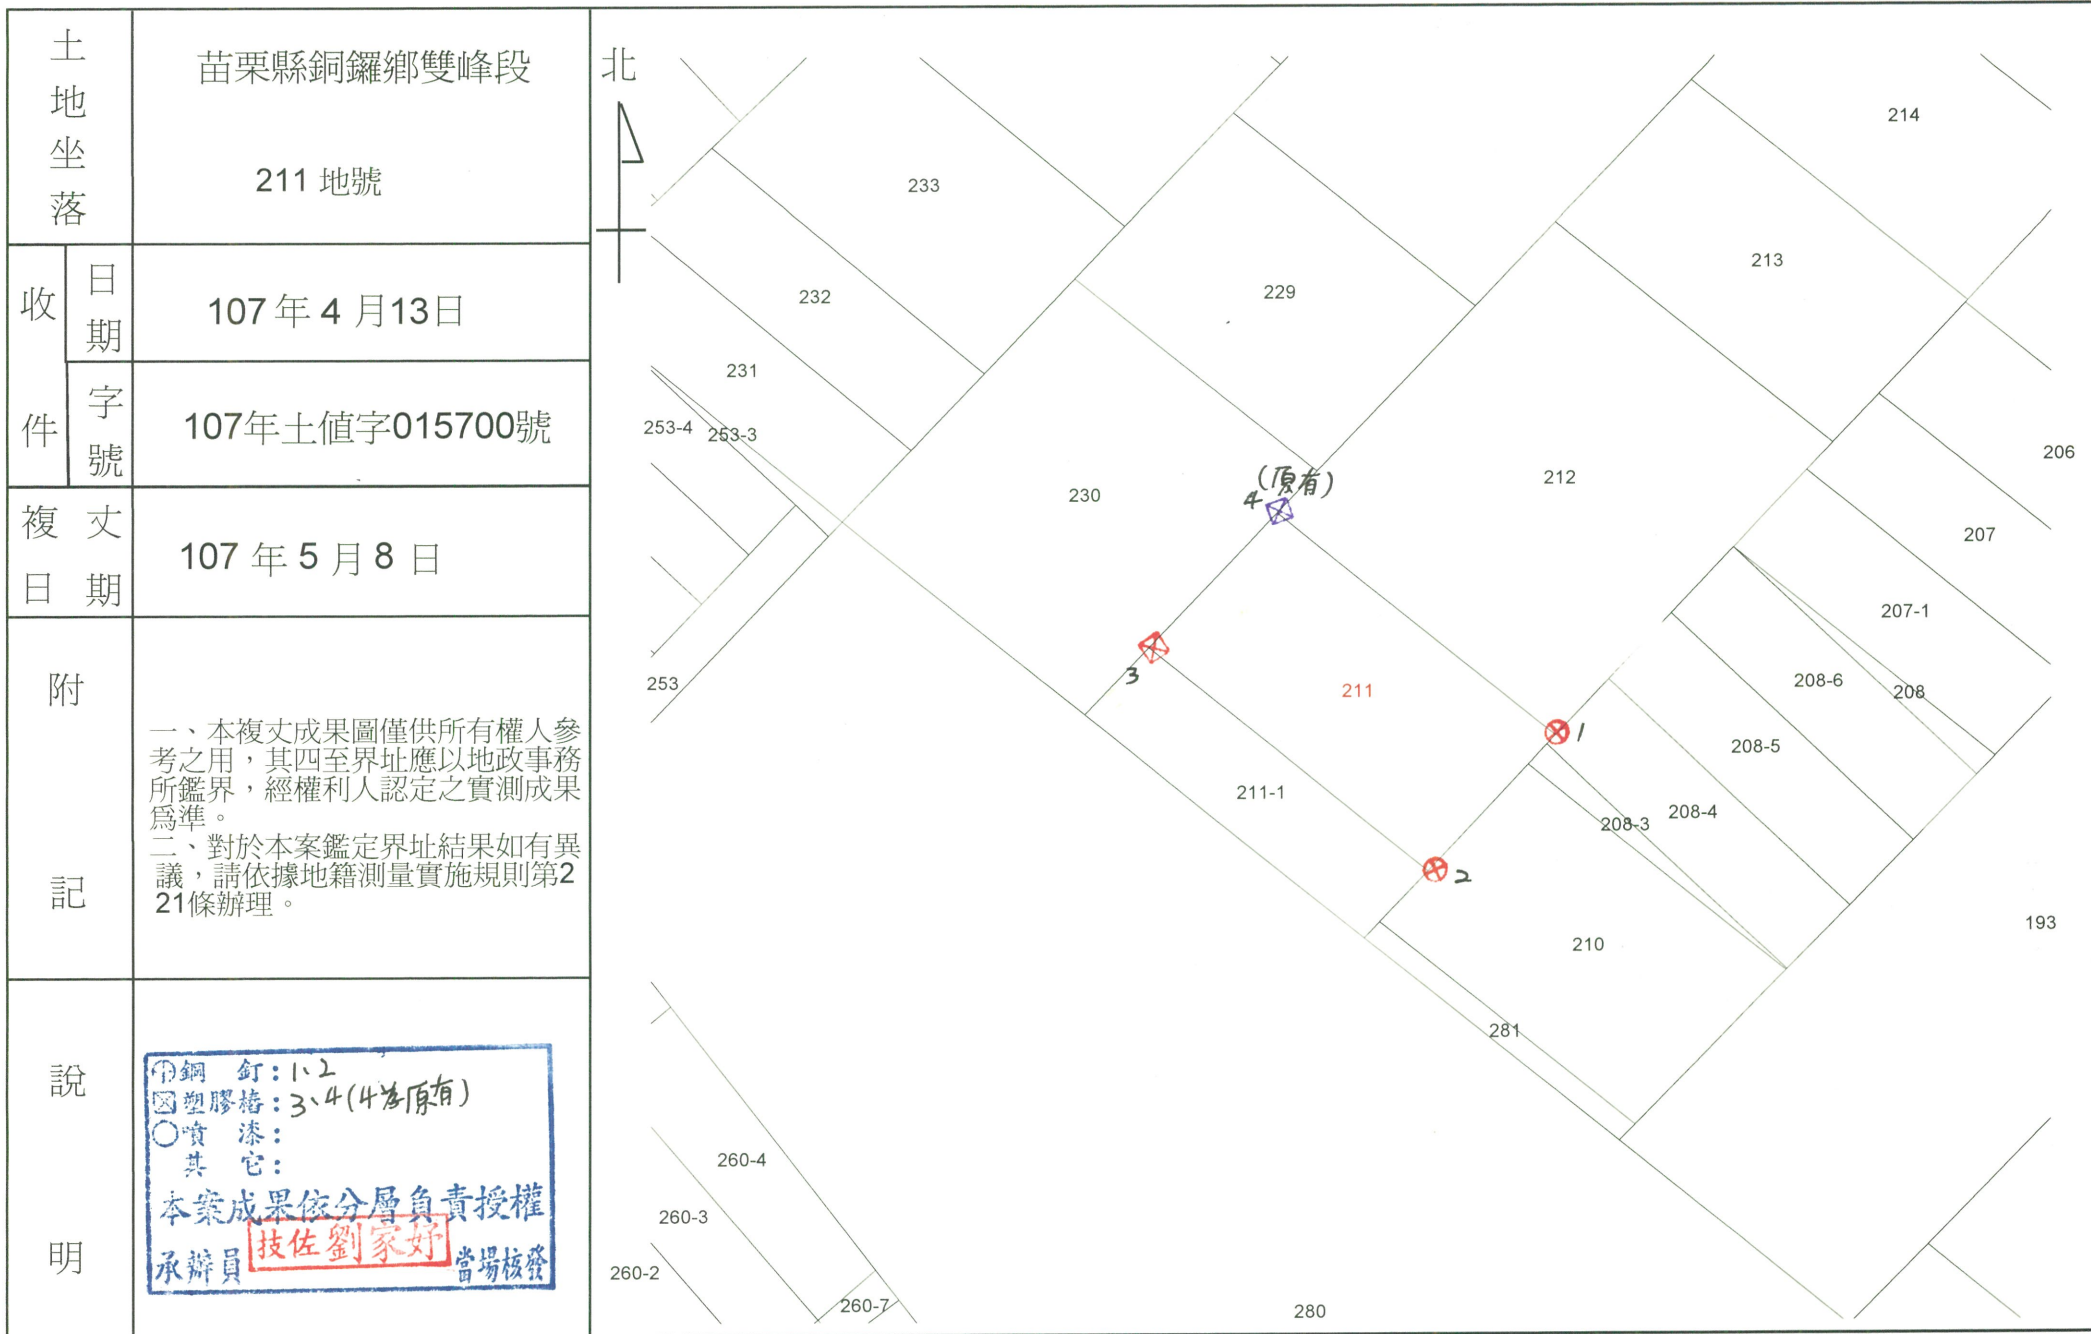 土地坐落
苗栗縣銅鑼鄉雙峰段
211 地號
收件
日期
107 年 4 月13日
字號
107年土值字015700號
複丈日期
107 年 5 月 8 日
附記
一、本複丈成果圖僅供所有權人參
考之用，其四至界址應以地政事務
所鑑界，經權利人認定之實測成果
為準。
二、對於本案鑑定界址結果如有異
議，請依據地籍測量實施規則第2
21條辦理。
說明
鋼 釘：1、2
塑膠樁：3、4(4為原有)
噴 漆：
其 它：
本案成果依分層負責授權
承辦員 技佐劉家妤 當場核發
北
214
233
213
232
229
231
253-4
253-3
206
230
(原有)
4
212
207
207-1
3
253
211
208-6
208
1
208-5
211-1
208-3
208-4
2
210
193
281
260-4
260-3
260-2
260-7
280